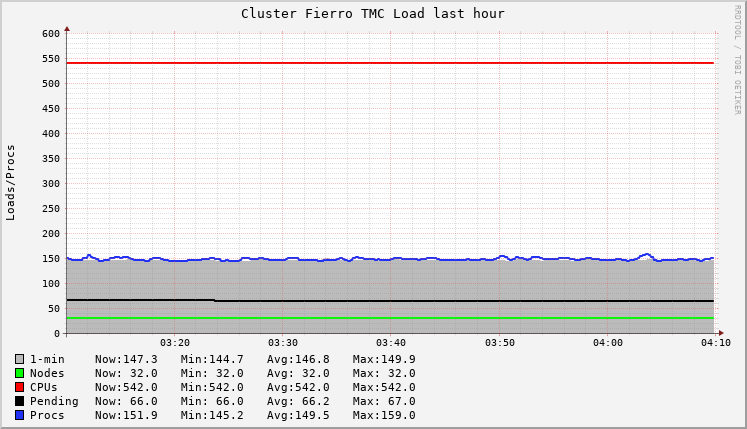 Cluster Fierro TMC Load last hour
RRDTOOL / TOBI OETIKER
Loads/Procs
600
550
500
450
400
350
300
250
200
150
100
50
0
03:20 03:30 03:40 03:50 04:00 04:10
1-min Now:147.3 Min:144.7 Avg:146.8 Max:149.9
Nodes Now: 32.0 Min: 32.0 Avg: 32.0 Max: 32.0
CPUs Now:542.0 Min:542.0 Avg:542.0 Max:542.0
Pending Now: 66.0 Min: 66.0 Avg: 66.2 Max: 67.0
Procs Now:151.9 Min:145.2 Avg:149.5 Max:159.0